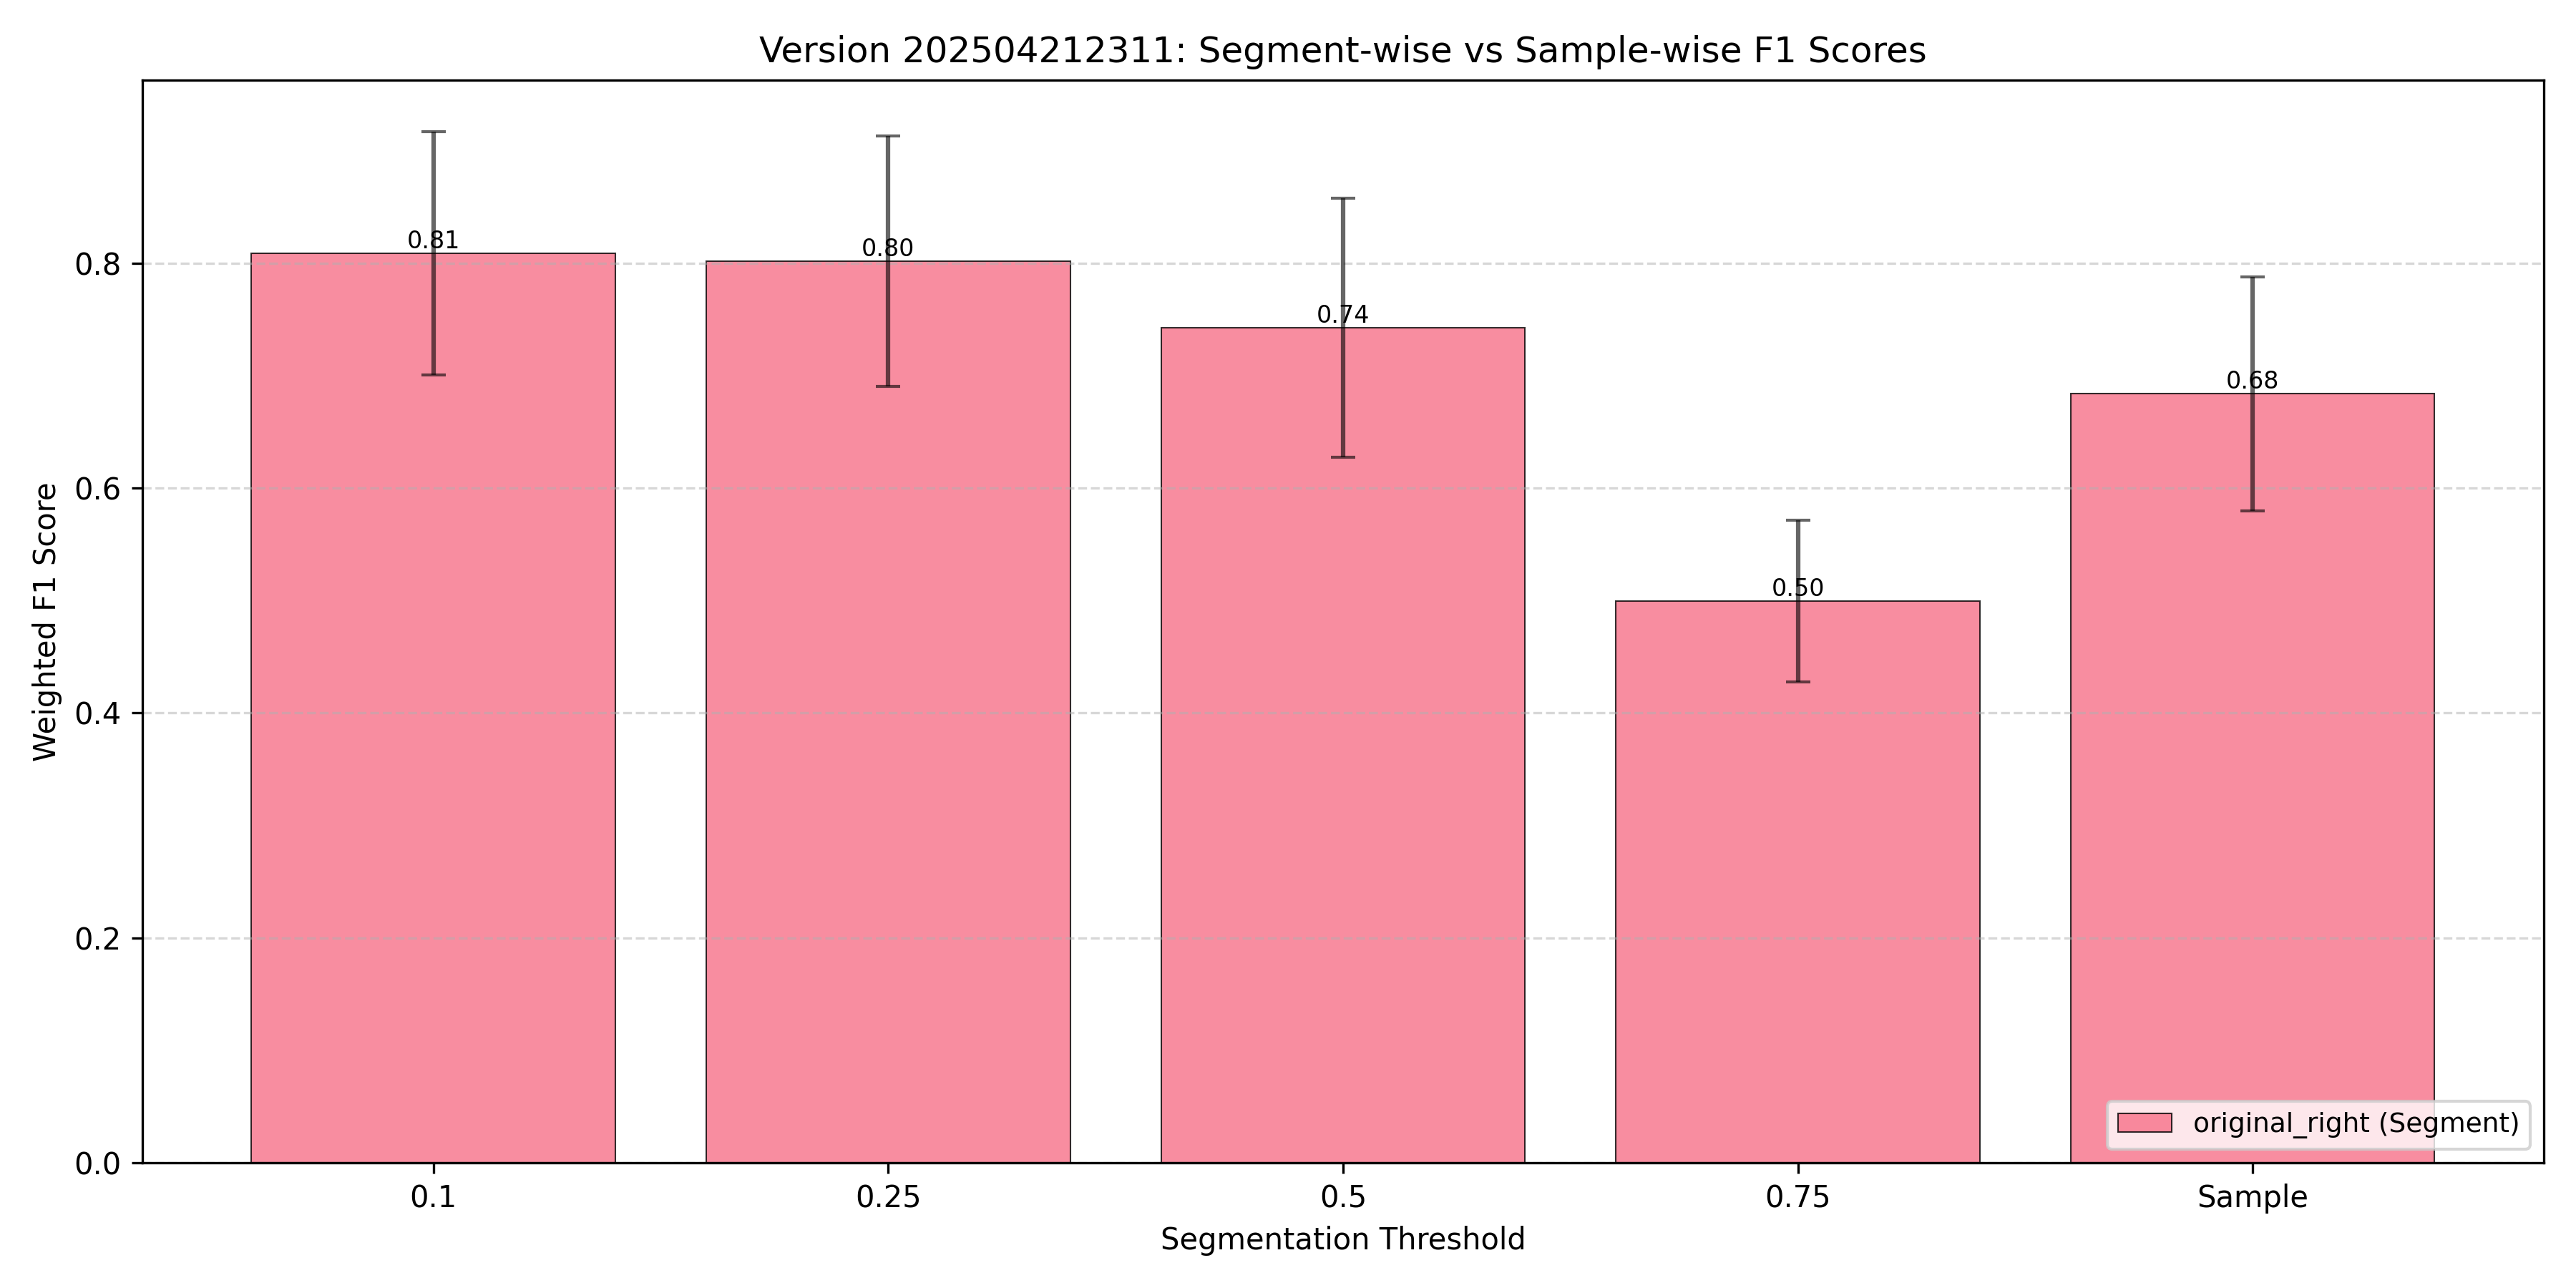 Version 202504212311: Segment-wise vs Sample-wise F1 Scores
Weighted F1 Score
0.8
0.6
0.4
0.2
0.0
0.81
0.80
0.74
0.50
0.68
original_right (Segment)
0.1
0.25
0.5
0.75
Sample
Segmentation Threshold